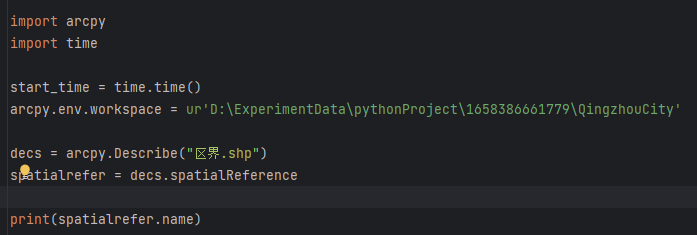 import arcpy
import time
start_time = time.time()
arcpy.env.workspace = ur'D:\ExperimentData\pythonProject\1658386661779\QingzhouCity'
decs = arcpy.Describe("区界.shp")
spatialrefer = decs.spatialReference
print(spatialrefer.name)